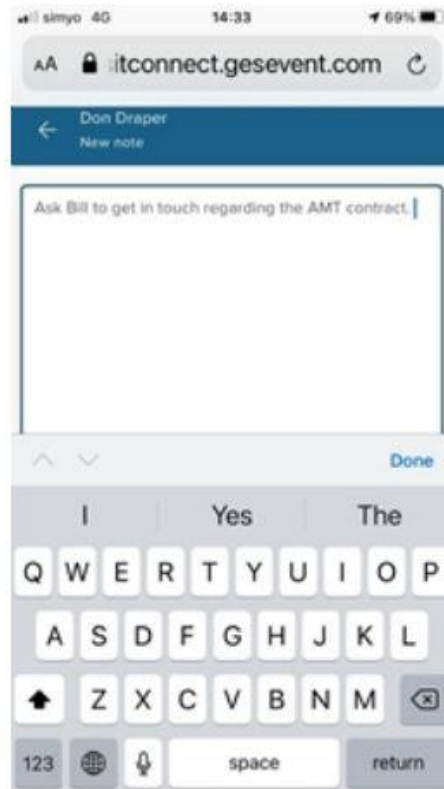 simyo 4G 14:33 69%
AA itconnect.gesevent.com
Don Draper
New note
Ask Bill to get in touch regarding the AMT contract.
Done
I Yes The
Q W E R T Y U I O P
A S D F G H J K L
Z X C V B N M
123 space return